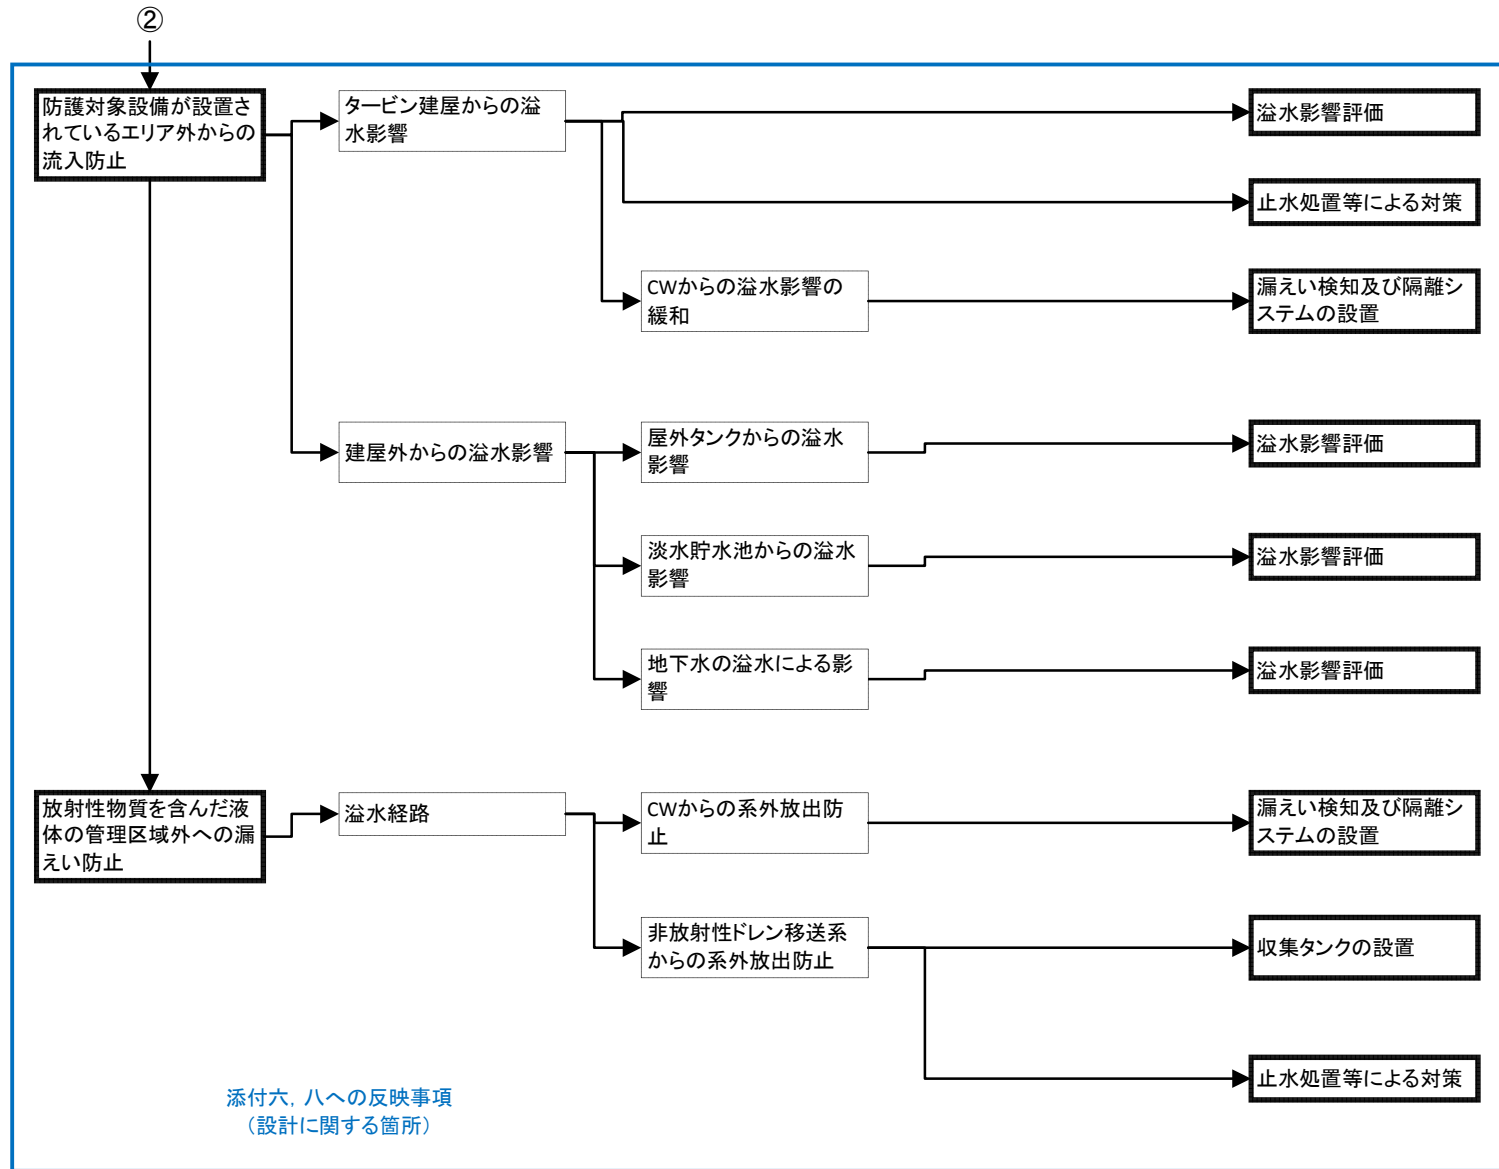 ②
防護対象設備が設置さ
れているエリア外からの
流入防止
タービン建屋からの溢
水影響
溢水影響評価
止水処置等による対策
CWからの溢水影響の
緩和
漏えい検知及び隔離シ
ステムの設置
建屋外からの溢水影響
屋外タンクからの溢水
影響
溢水影響評価
淡水貯水池からの溢水
影響
溢水影響評価
地下水の溢水による影
響
溢水影響評価
放射性物質を含んだ液
体の管理区域外への漏
えい防止
溢水経路
CWからの系外放出防
止
漏えい検知及び隔離シ
ステムの設置
非放射性ドレン移送系
からの系外放出防止
収集タンクの設置
止水処置等による対策
添付六, 八への反映事項
（設計に関する箇所）